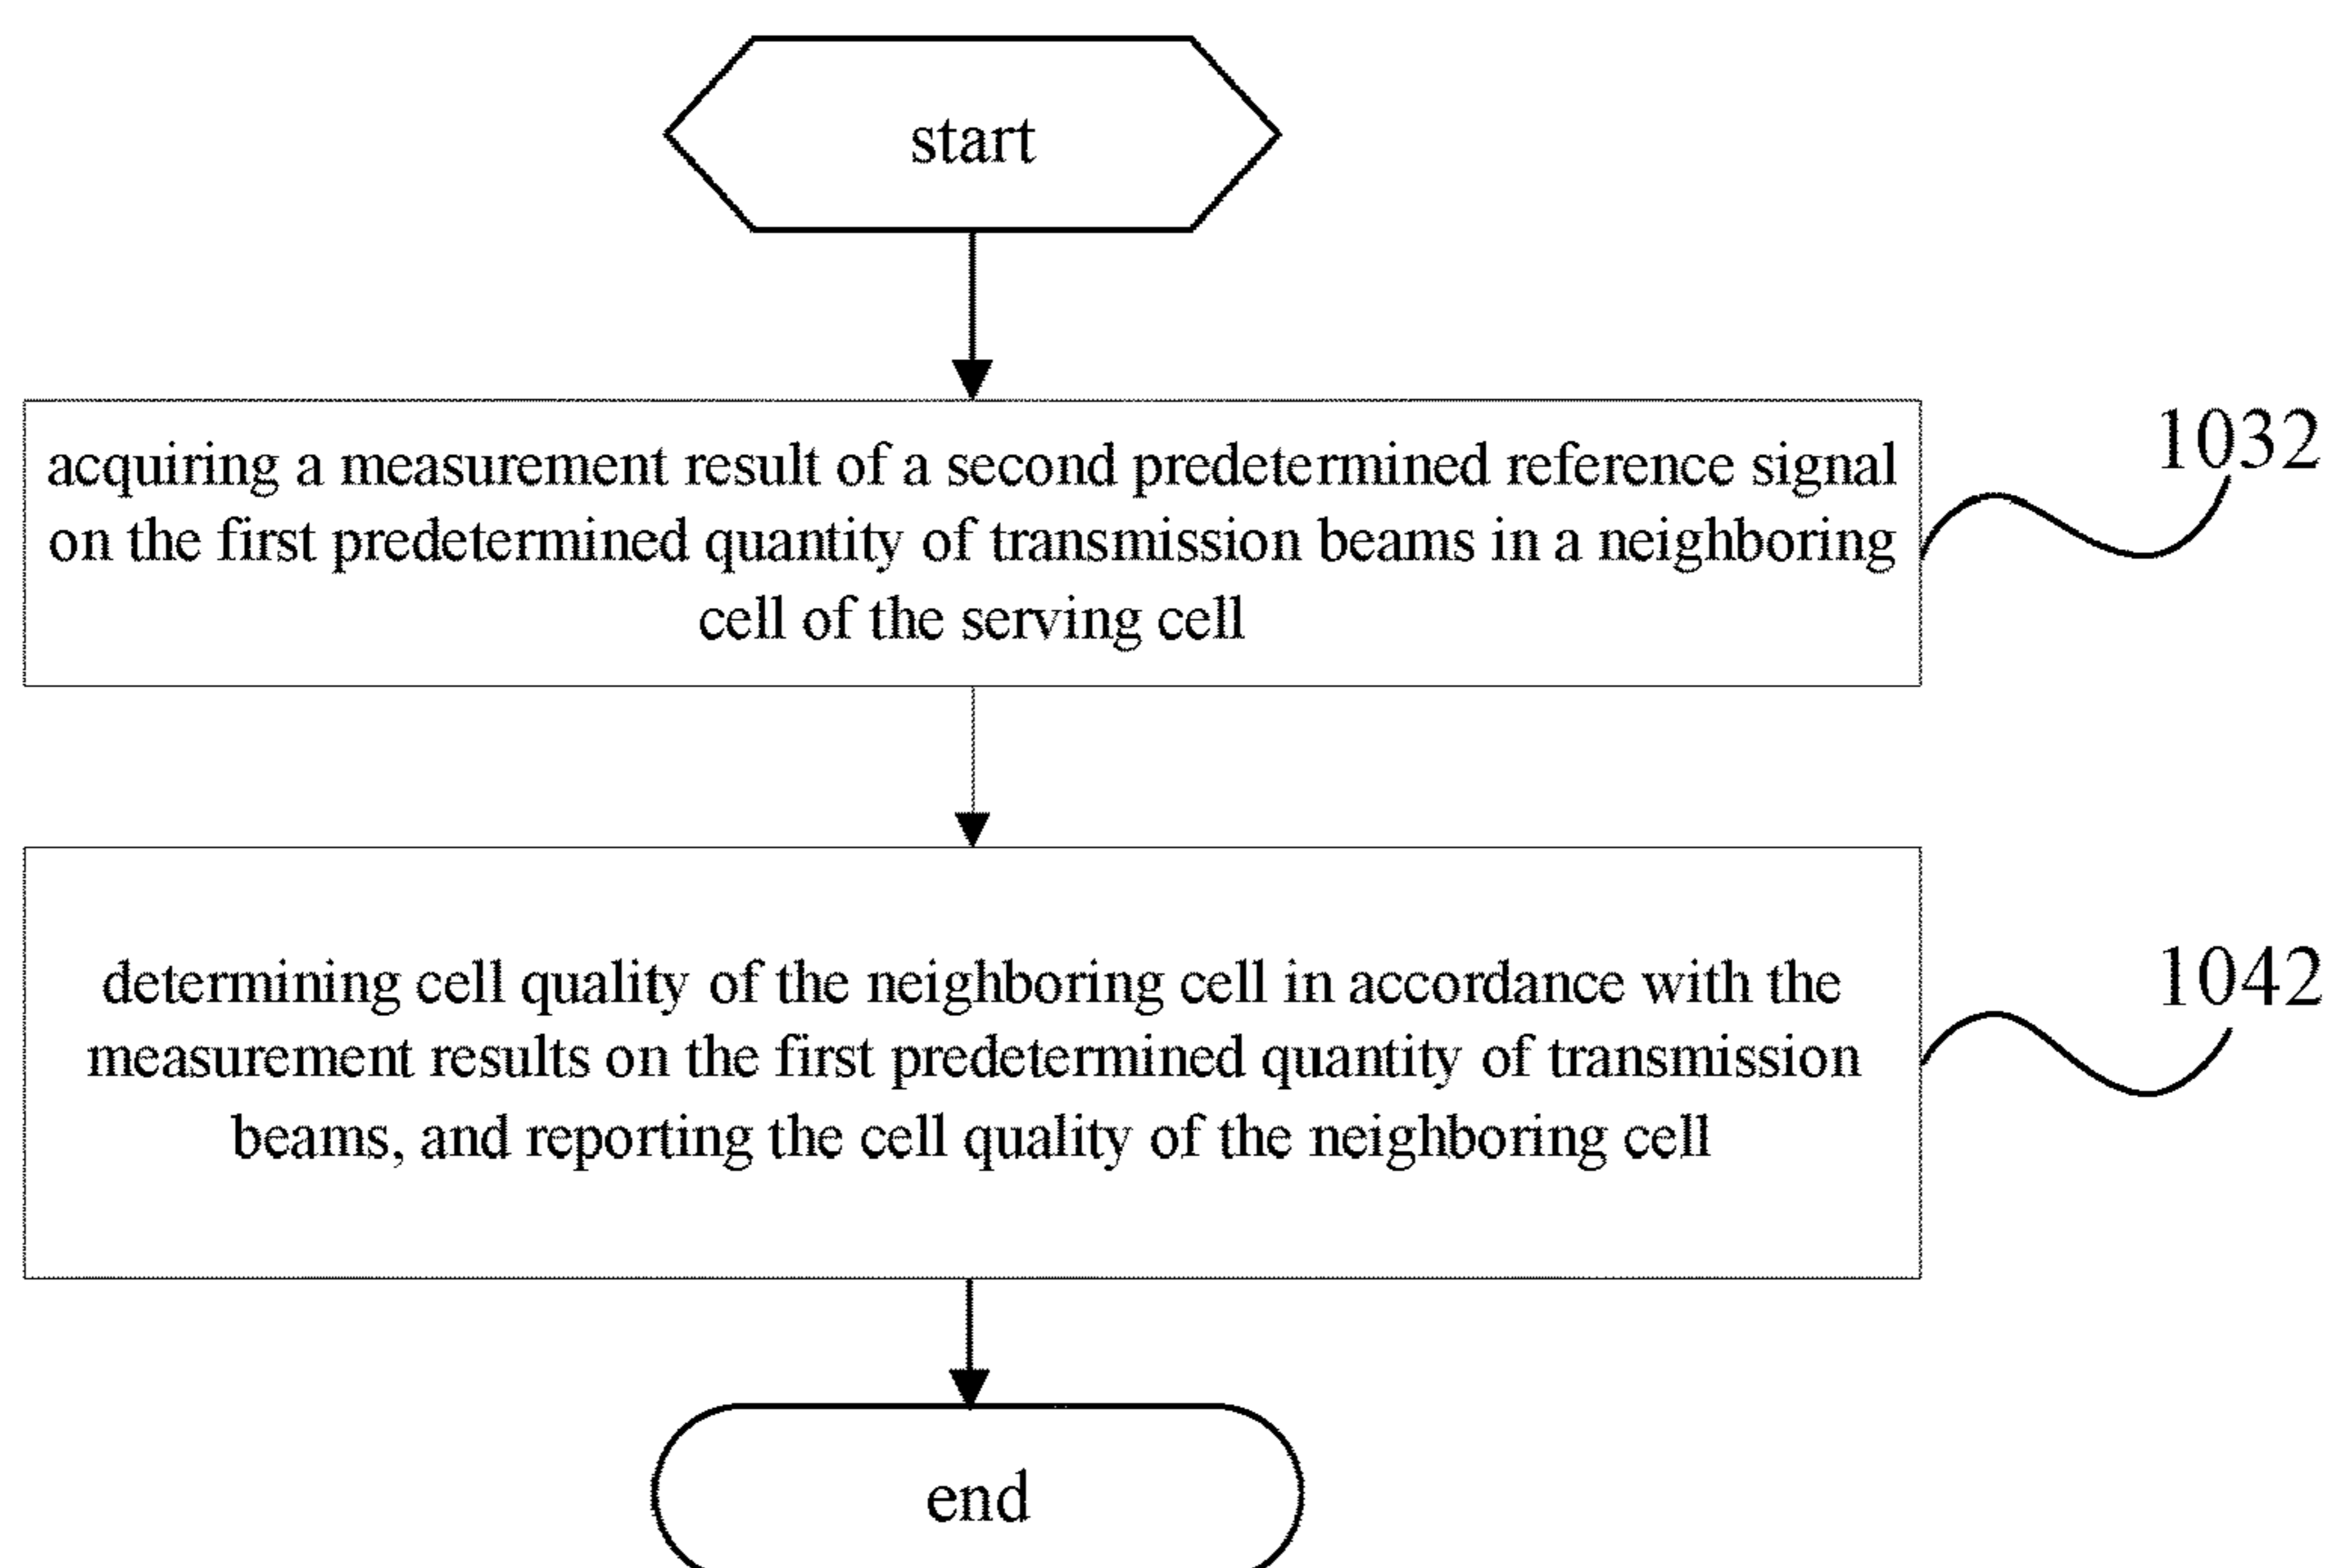 start
acquiring a measurement result of a second predetermined reference signal
on the first predetermined quantity of transmission beams in a neighboring
cell of the serving cell
1032
determining cell quality of the neighboring cell in accordance with the
measurement results on the first predetermined quantity of transmission
beams, and reporting the cell quality of the neighboring cell
1042
end